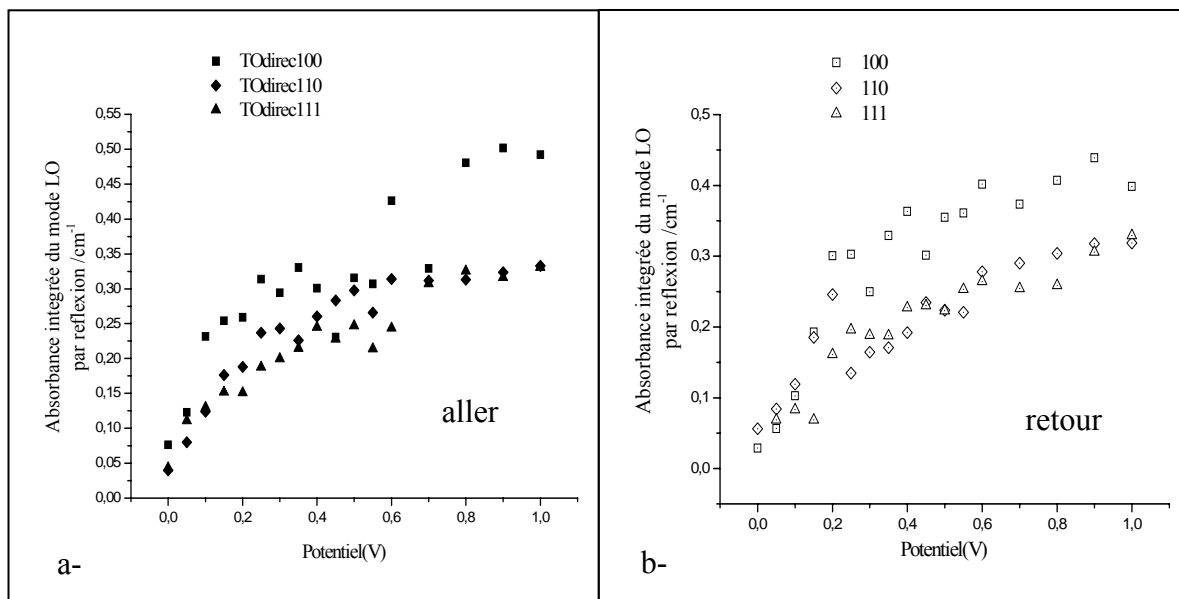 TOdirec100
TOdirec110
TOdirec111
0,55
0,50
0,45
0,40
0,35
0,30
0,25
0,20
0,15
0,10
0,05
0,00
Absorbance integrée du mode LO
par reflexion /cm-1
aller
0,0
0,2
0,4
0,6
0,8
1,0
Potentiel(V)
a-
100
110
111
0,5
0,4
0,3
0,2
0,1
0,0
Absorbance integrée du mode LO
par reflexion /cm-1
retour
0,0
0,2
0,4
0,6
0,8
1,0
Potentiel(V)
b-